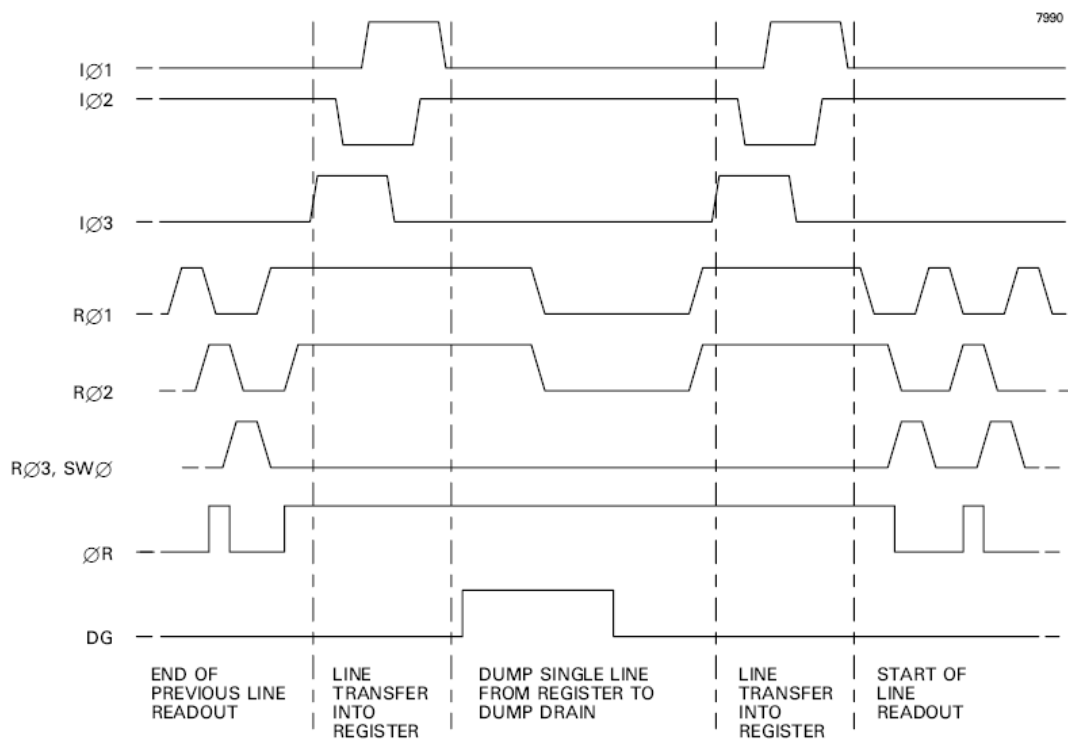 7990
IØ1
IØ2
IØ3
RØ1
RØ2
RØ3, SWØ
ØR
DG
END OF
PREVIOUS LINE
READOUT
LINE
TRANSFER
INTO
REGISTER
DUMP SINGLE LINE
FROM REGISTER TO
DUMP DRAIN
LINE
TRANSFER
INTO
REGISTER
START OF
LINE
READOUT